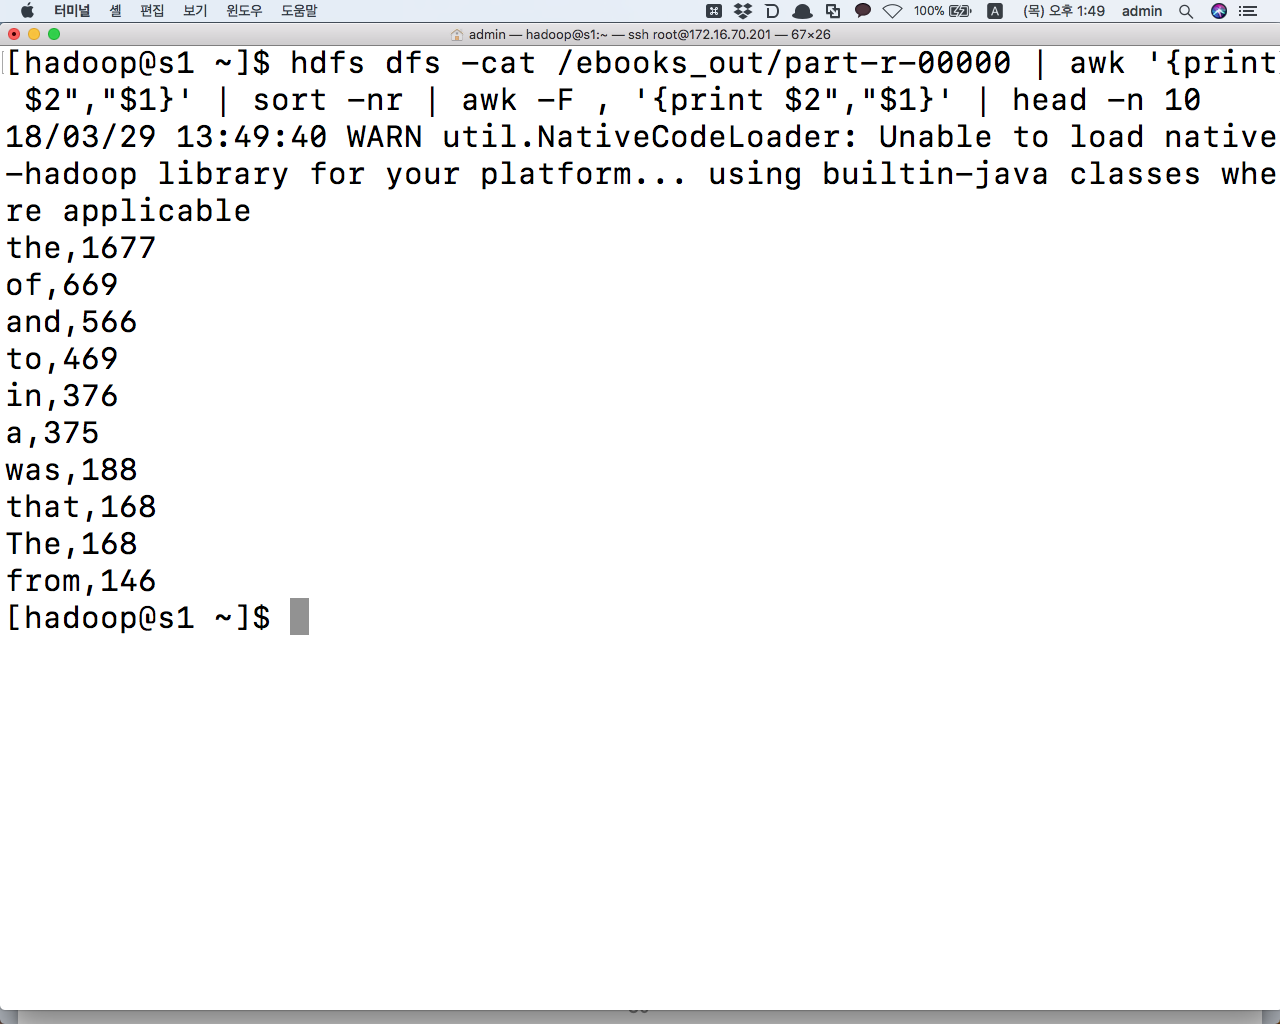 터미널 셸 편집 보기 윈도우 도움말 100% A (목) 오후 1:49 admin
admin — hadoop@s1:~ — ssh root@172.16.70.201 — 67×26
[hadoop@s1 ~]$ hdfs dfs -cat /ebooks_out/part-r-00000 | awk '{print
$2","$1}' | sort -nr | awk -F , '{print $2","$1}' | head -n 10
18/03/29 13:49:40 WARN util.NativeCodeLoader: Unable to load native
-hadoop library for your platform... using builtin-java classes whe
re applicable
the,1677
of,669
and,566
to,469
in,376
a,375
was,188
that,168
The,168
from,146
[hadoop@s1 ~]$